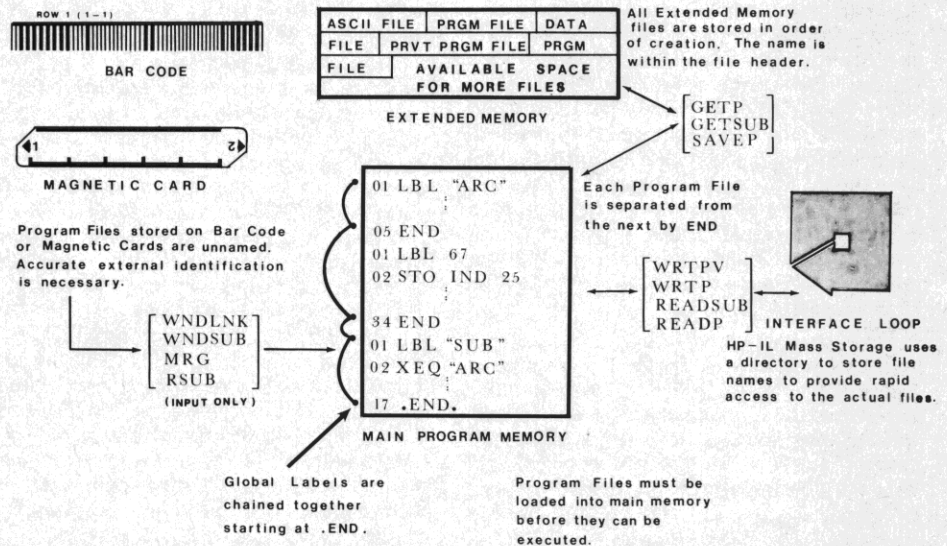 ROW 1 (1-1)
BAR CODE
ASCII FILE PRGM FILE DATA
FILE PRVT PRGM FILE PRGM
FILE AVAILABLE SPACE
FOR MORE FILES
EXTENDED MEMORY
All Extended Memory
files are stored in order
of creation. The name is
within the file header.
GETP
GETSUB
SAVEP
1 2
MAGNETIC CARD
Program Files stored on Bar Code
or Magnetic Cards are unnamed.
Accurate external identification
is necessary.
WNDLNK
WNDSUB
MRG
RSUB
(INPUT ONLY)
01 LBL "ARC"
:
05 END
01 LBL 67
02 STO IND 25
:
34 END
01 LBL "SUB"
02 XEQ "ARC"
:
17 .END.
MAIN PROGRAM MEMORY
Each Program File
is separated from
the next by END
WRTPV
WRTP
READSUB
READP
INTERFACE LOOP
HP-IL Mass Storage uses
a directory to store file
names to provide rapid
access to the actual files.
Global Labels are
chained together
starting at .END.
Program Files must be
loaded into main memory
before they can be
executed.